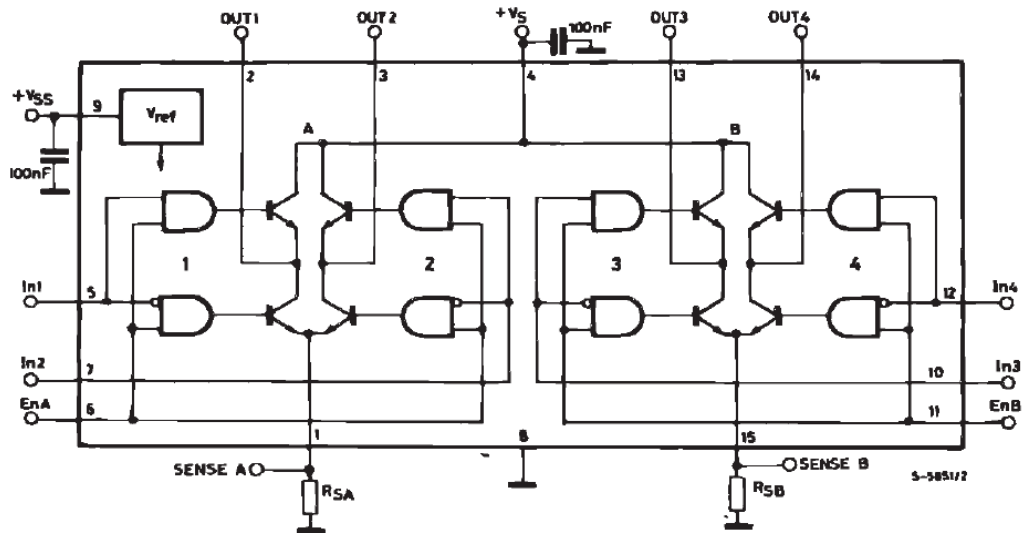 OUT1
OUT2
+VS
100nF
OUT3
OUT4
2
3
4
13
14
+VSS
9
Vref
A
B
100nF
1
2
3
4
In1
5
12
In4
In2
7
10
In3
EnA
6
11
EnB
1
8
15
SENSE A
SENSE B
RSA
RSB
S-5851/2